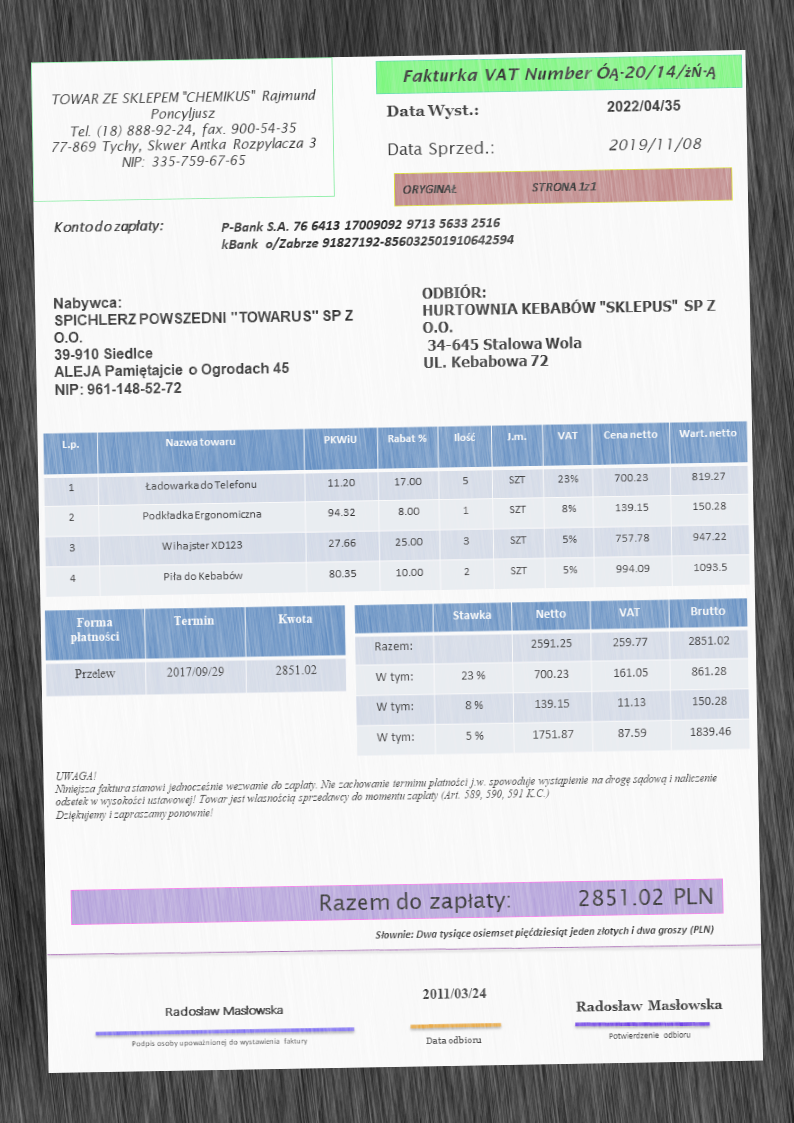 TOWAR ZE SKLEPEM "CHEMIKUS" Rajmund
Poncyljusz
Tel. (18) 888-92-24, fax. 900-54-35
77-869 Tychy, Skwer Antka Rozpylacza 3
NIP: 335-759-67-65
Fakturka VAT Number ÓĄ-20/14/żŃ-Ą
Data Wyst.: 2022/04/35
Data Sprzed.: 2019/11/08
ORYGINAŁ STRONA 1z1
Konto do zapłaty: P-Bank S.A. 76 6413 17009092 9713 5633 2516
kBank o/Zabrze 91827192-856032501910642594
Nabywca:
SPICHLERZ POWSZEDNI "TOWARUS" SP Z
O.O.
39-910 Siedlce
ALEJA Pamiętajcie o Ogrodach 45
NIP: 961-148-52-72
ODBIÓR:
HURTOWNIA KEBABÓW "SKLEPUS" SP Z
O.O.
34-645 Stalowa Wola
UL. Kebabowa 72
L.p. Nazwa towaru PKWiU Rabat % Ilość J.m. VAT Cena netto Wart. netto
1 Ładowarka do Telefonu 11.20 17.00 5 SZT 23% 700.23 819.27
2 Podkładka Ergonomiczna 94.32 8.00 1 SZT 8% 139.15 150.28
3 Wihajster XD123 27.66 25.00 3 SZT 5% 757.78 947.22
4 Piła do Kebabów 80.35 10.00 2 SZT 5% 994.09 1093.5
Forma
płatności Termin Kwota
Przelew 2017/09/29 2851.02
Stawka Netto VAT Brutto
Razem: 2591.25 259.77 2851.02
W tym: 23 % 700.23 161.05 861.28
W tym: 8 % 139.15 11.13 150.28
W tym: 5 % 1751.87 87.59 1839.46
UWAGA!
Niniejsza faktura stanowi jednocześnie wezwanie do zapłaty. Nie zachowanie terminu płatności j.w. spowoduje wystąpienie na drogę sądową i naliczenie
odsetek w wysokości ustawowej! Towar jest własnością sprzedawcy do momentu zapłaty (Art. 589, 590, 591 K.C.)
Dziękujemy i zapraszamy ponownie!
Razem do zapłaty: 2851.02 PLN
Słownie: Dwa tysiące osiemset pięćdziesiąt jeden złotych i dwa groszy (PLN)
Radosław Masłowska
Podpis osoby upoważnionej do wystawienia faktury
2011/03/24
Data odbioru
Radosław Masłowska
Potwierdzenie odbioru